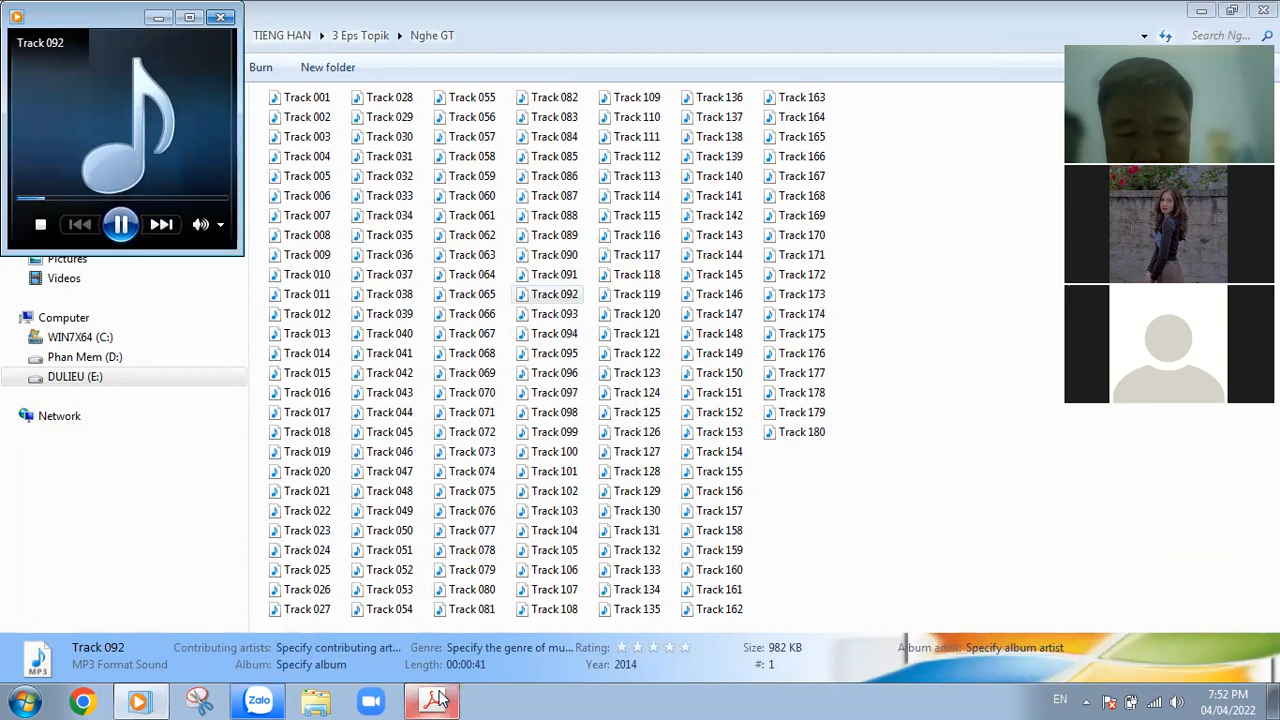 Track 092
TIENG HAN
3 Eps Topik
Nghe GT
Search Ng...
Burn
New folder
Pictures
Videos
Computer
WIN7X64 (C:)
Phan Mem (D:)
DULIEU (E:)
Network
Track 001
Track 002
Track 003
Track 004
Track 005
Track 006
Track 007
Track 008
Track 009
Track 010
Track 011
Track 012
Track 013
Track 014
Track 015
Track 016
Track 017
Track 018
Track 019
Track 020
Track 021
Track 022
Track 023
Track 024
Track 025
Track 026
Track 027
Track 028
Track 029
Track 030
Track 031
Track 032
Track 033
Track 034
Track 035
Track 036
Track 037
Track 038
Track 039
Track 040
Track 041
Track 042
Track 043
Track 044
Track 045
Track 046
Track 047
Track 048
Track 049
Track 050
Track 051
Track 052
Track 053
Track 054
Track 055
Track 056
Track 057
Track 058
Track 059
Track 060
Track 061
Track 062
Track 063
Track 064
Track 065
Track 066
Track 067
Track 068
Track 069
Track 070
Track 071
Track 072
Track 073
Track 074
Track 075
Track 076
Track 077
Track 078
Track 079
Track 080
Track 081
Track 082
Track 083
Track 084
Track 085
Track 086
Track 087
Track 088
Track 089
Track 090
Track 091
Track 092
Track 093
Track 094
Track 095
Track 096
Track 097
Track 098
Track 099
Track 100
Track 101
Track 102
Track 103
Track 104
Track 105
Track 106
Track 107
Track 108
Track 109
Track 110
Track 111
Track 112
Track 113
Track 114
Track 115
Track 116
Track 117
Track 118
Track 119
Track 120
Track 121
Track 122
Track 123
Track 124
Track 125
Track 126
Track 127
Track 128
Track 129
Track 130
Track 131
Track 132
Track 133
Track 134
Track 135
Track 136
Track 137
Track 138
Track 139
Track 140
Track 141
Track 142
Track 143
Track 144
Track 145
Track 146
Track 147
Track 148
Track 149
Track 150
Track 151
Track 152
Track 153
Track 154
Track 155
Track 156
Track 157
Track 158
Track 159
Track 160
Track 161
Track 162
Track 163
Track 164
Track 165
Track 166
Track 167
Track 168
Track 169
Track 170
Track 171
Track 172
Track 173
Track 174
Track 175
Track 176
Track 177
Track 178
Track 179
Track 180
MP3
Track 092
MP3 Format Sound
Contributing artists: Specify contributing art...
Album: Specify album
Genre: Specify the genre of mu...
Length: 00:00:41
Rating:
Year: 2014
Size: 982 KB
#: 1
Album artist: Specify album artist
Zalo
EN
7:52 PM
04/04/2022